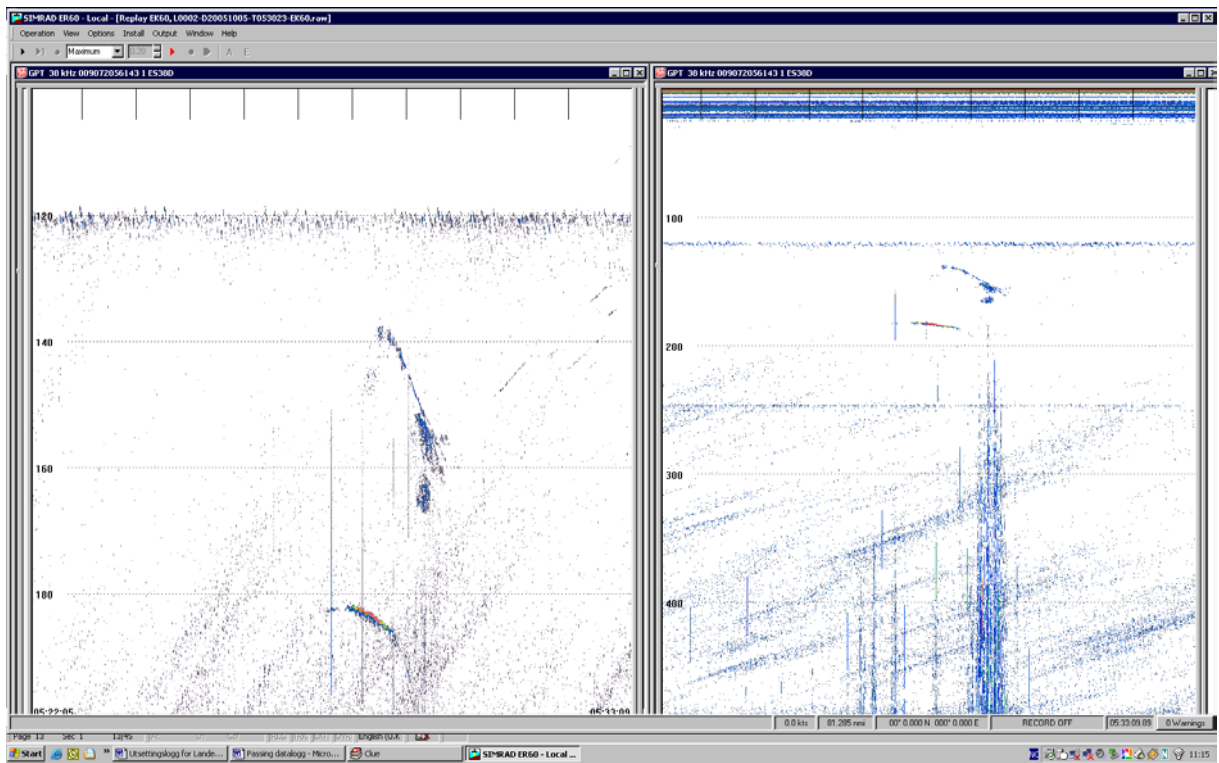 SIMRAD ER60 - Local - [Replay EK60, L0002-D20051005-T053023-EK60.raw]
Operation View Options Install Output Window Help
Maximum 0.20 A E
GPT 38 kHz 009072056143 1 ES38D
120
140
160
180
05:22:05 05:33:09
GPT 38 kHz 009072056143 1 ES38D
100
200
300
400
0.0 kts 81.285 nmi 00° 0.000 N 000° 0.000 E RECORD OFF 05:33:09.09 0 Warnings
Page 13 Sec 1 13/45 English (U.K
Start Utsettingslogg for Lande... Passing datalogg - Micro... Clue SIMRAD ER60 - Local ... 11:15